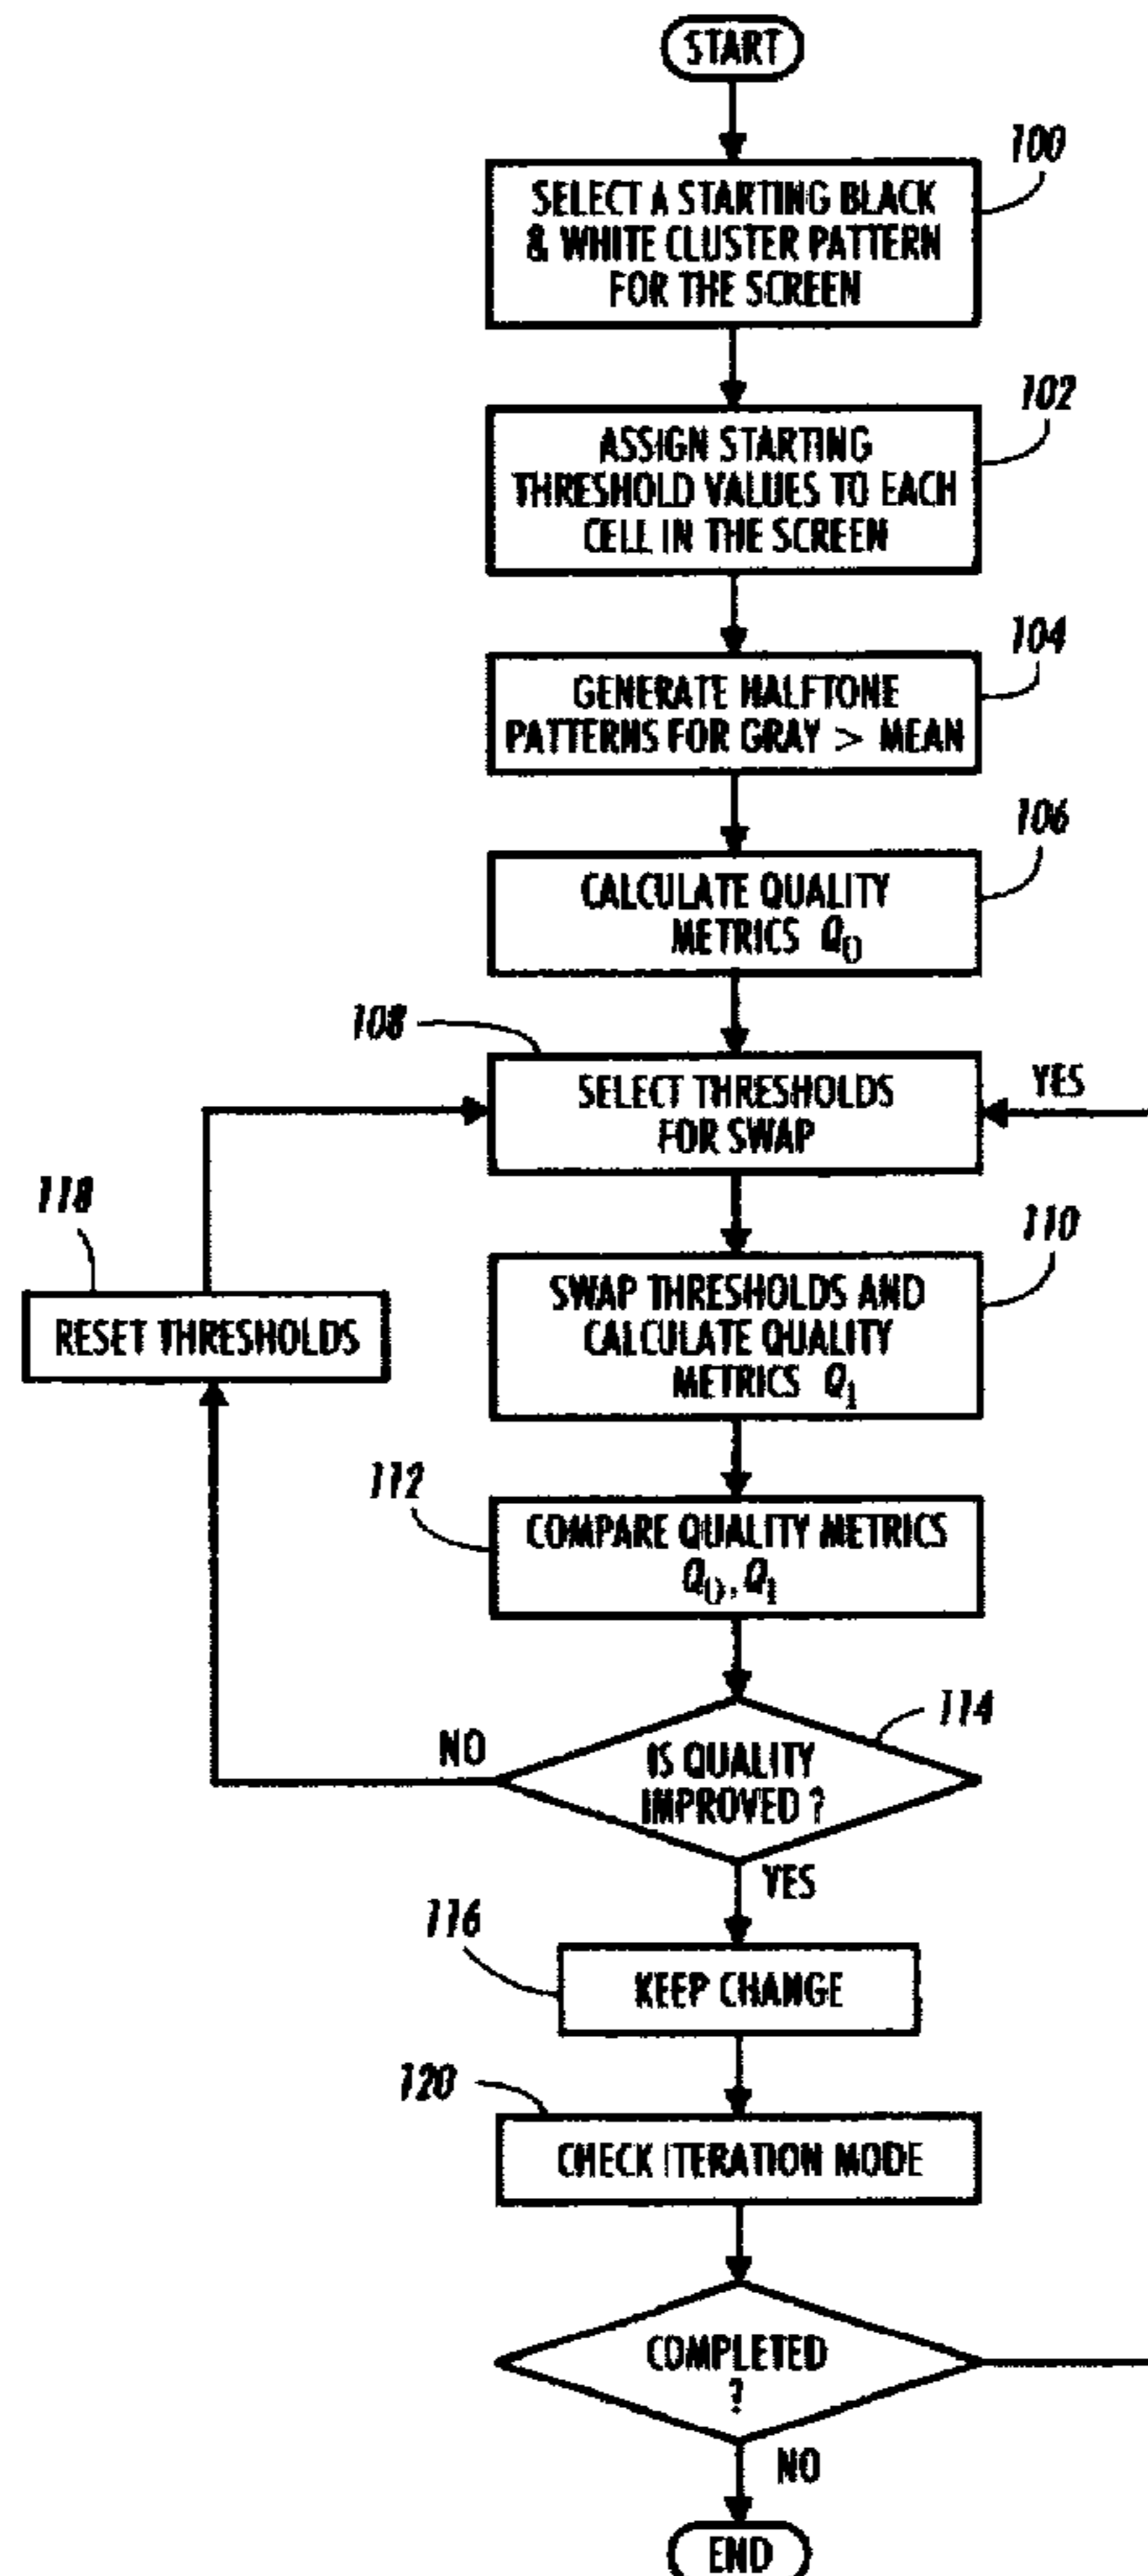 START
100
SELECT A STARTING BLACK
& WHITE CLUSTER PATTERN
FOR THE SCREEN
102
ASSIGN STARTING
THRESHOLD VALUES TO EACH
CELL IN THE SCREEN
104
GENERATE HALFTONE
PATTERNS FOR GRAY > MEAN
106
CALCULATE QUALITY
METRICS Q0
108
SELECT THRESHOLDS
FOR SWAP
YES
118
RESET THRESHOLDS
110
SWAP THRESHOLDS AND
CALCULATE QUALITY
METRICS Q1
112
COMPARE QUALITY METRICS
Q0, Q1
114
NO
IS QUALITY
IMPROVED ?
YES
116
KEEP CHANGE
120
CHECK ITERATION MODE
COMPLETED
?
NO
END